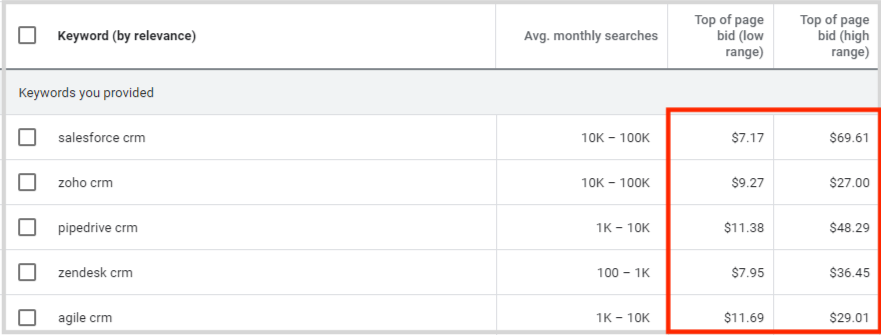 Keyword (by relevance) Avg. monthly searches Top of page bid (low range) Top of page bid (high range)
Keywords you provided
salesforce crm 10K – 100K $7.17 $69.61
zoho crm 10K – 100K $9.27 $27.00
pipedrive crm 1K – 10K $11.38 $48.29
zendesk crm 100 – 1K $7.95 $36.45
agile crm 1K – 10K $11.69 $29.01